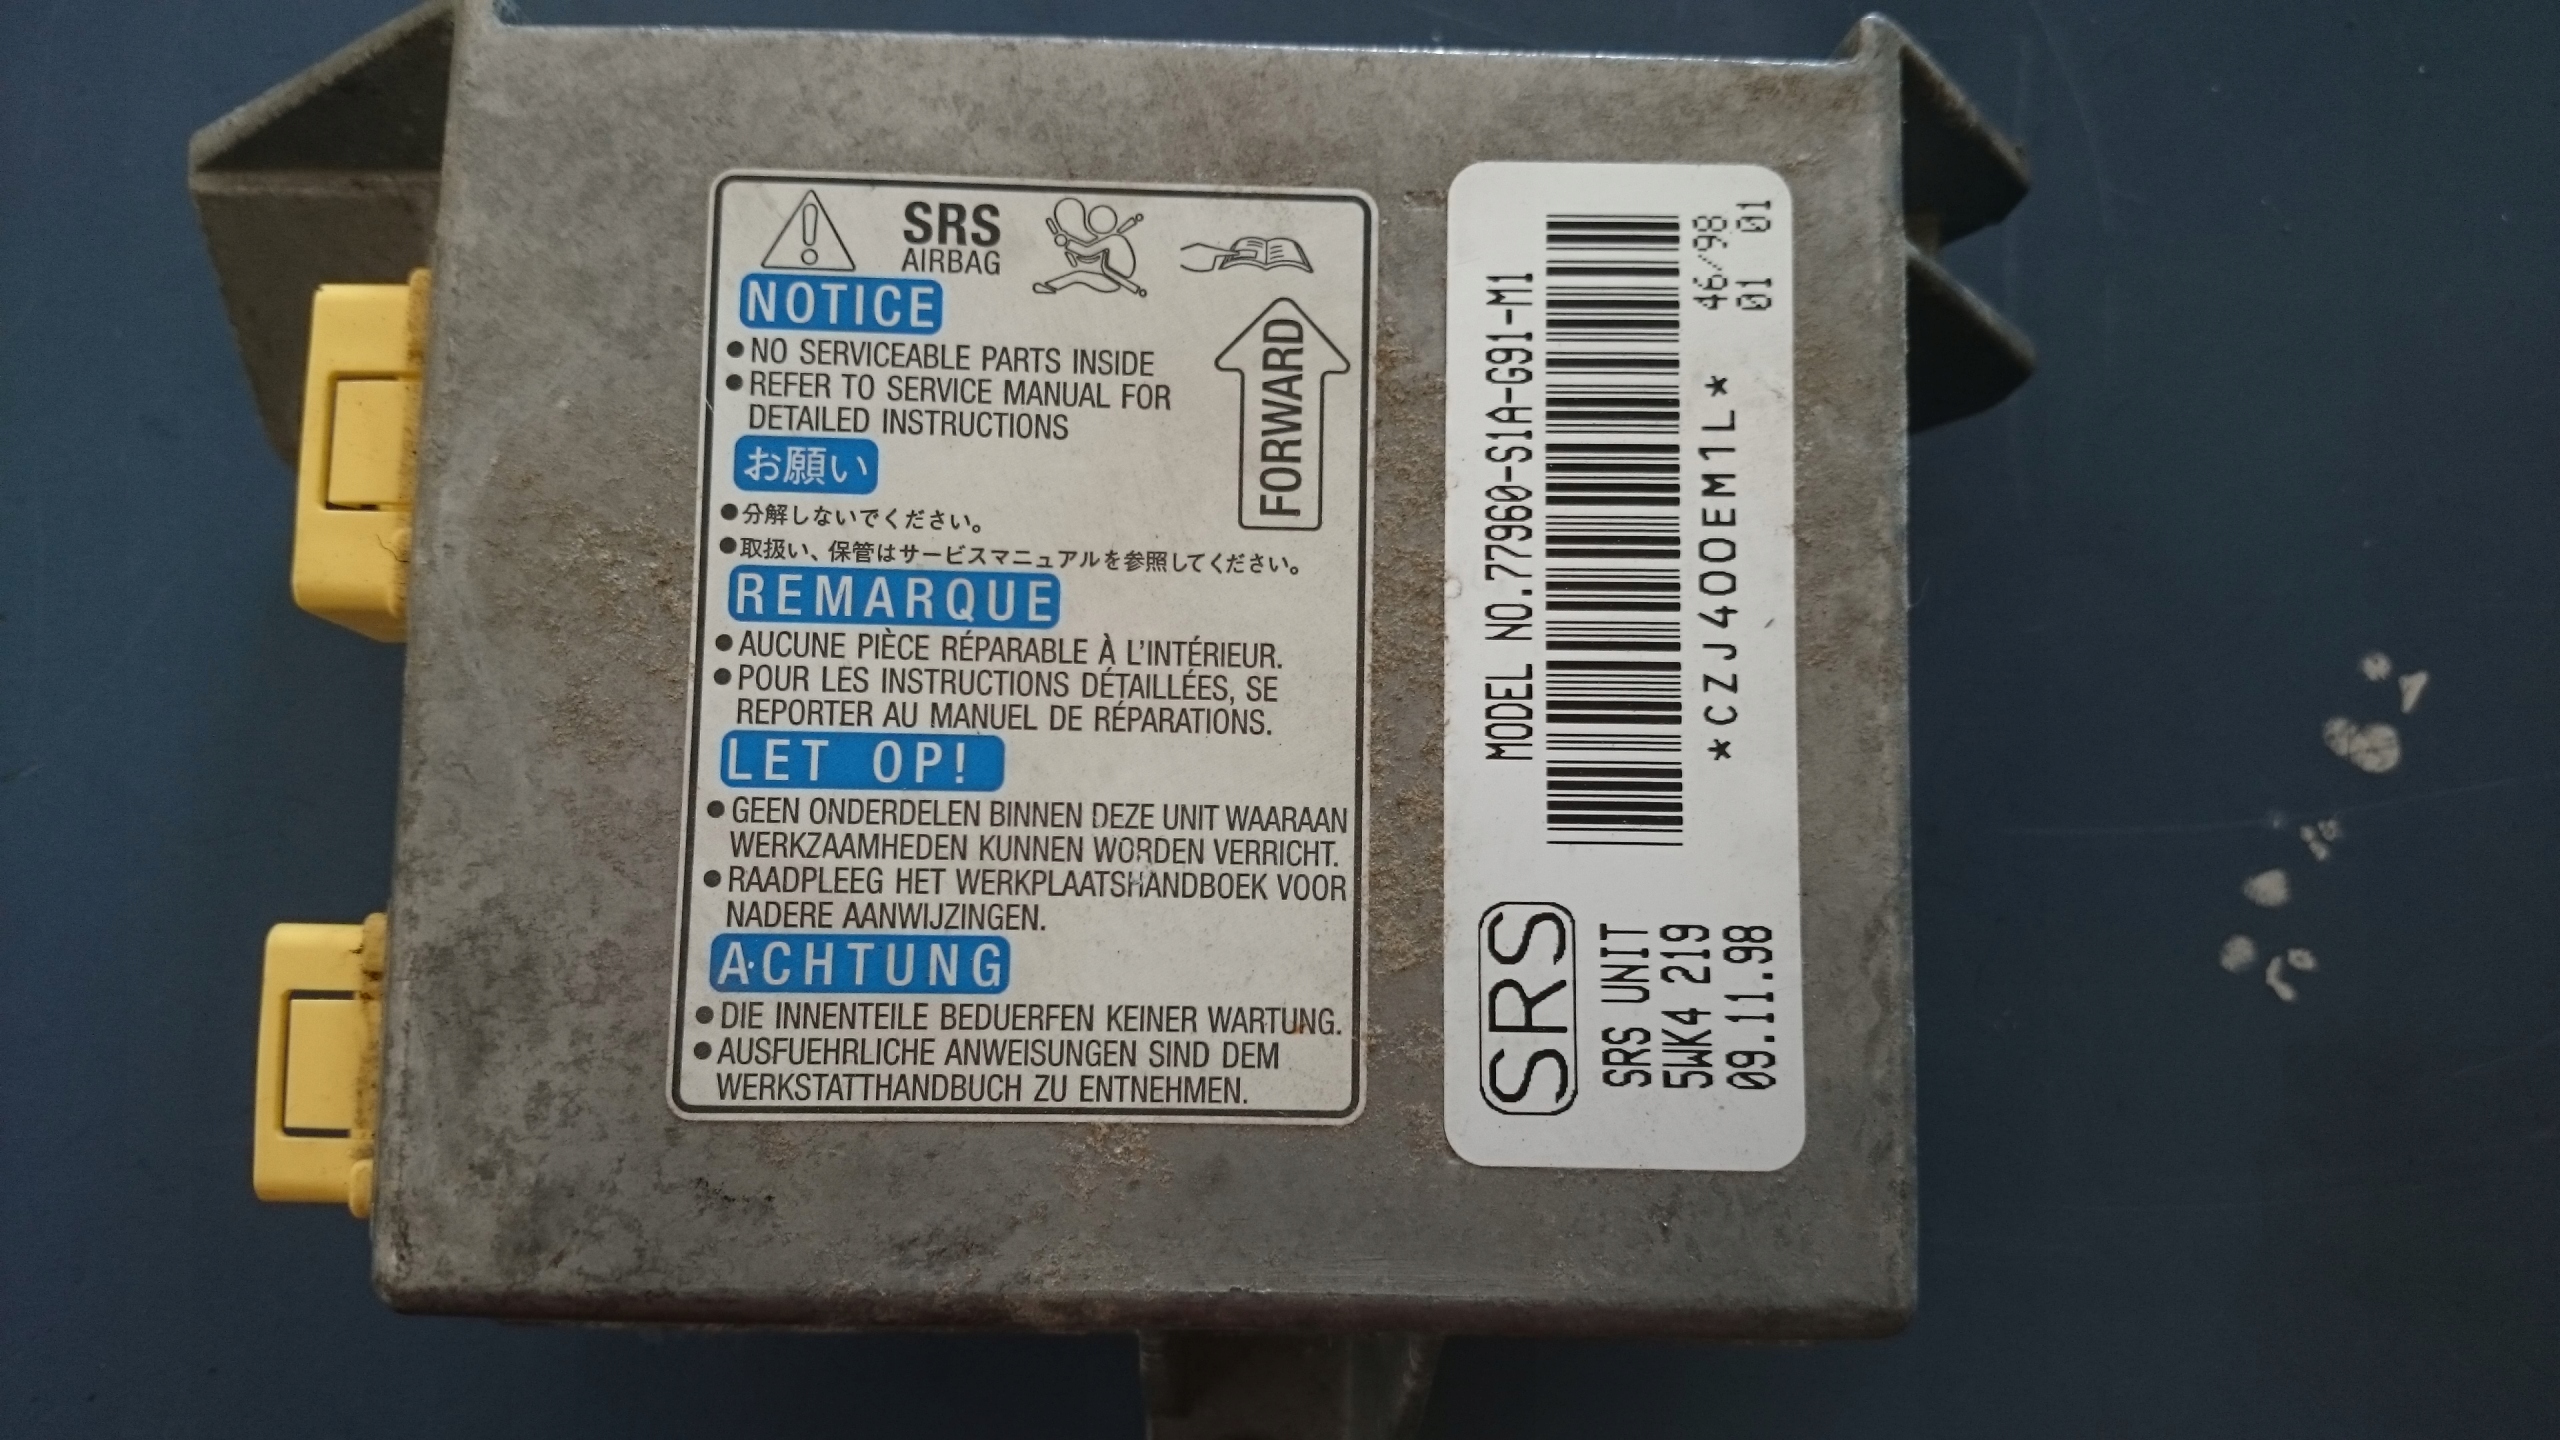 SRS
AIRBAG
NOTICE
●NO SERVICEABLE PARTS INSIDE
●REFER TO SERVICE MANUAL FOR
DETAILED INSTRUCTIONS
FORWARD
お願い
●分解しないでください。
●取扱い、保管はサービスマニュアルを参照してください。
REMARQUE
●AUCUNE PIÈCE RÉPARABLE À L'INTÉRIEUR.
●POUR LES INSTRUCTIONS DÉTAILLÉES, SE
REPORTER AU MANUEL DE RÉPARATIONS.
LET OP!
●GEEN ONDERDELEN BINNEN DEZE UNIT WAARAAN
WERKZAAMHEDEN KUNNEN WORDEN VERRICHT.
●RAADPLEEG HET WERKPLAATSHANDBOEK VOOR
NADERE AANWIJZINGEN.
ACHTUNG
●DIE INNENTEILE BEDUERFEN KEINER WARTUNG.
●AUSFUEHRLICHE ANWEISUNGEN SIND DEM
WERKSTATTHANDBUCH ZU ENTNEHMEN.
MODEL NO.77960-S1A-G91-M1
*CZJ400EM1L*
46/98
01 01
SRS
SRS UNIT
5WK4 219
09.11.98